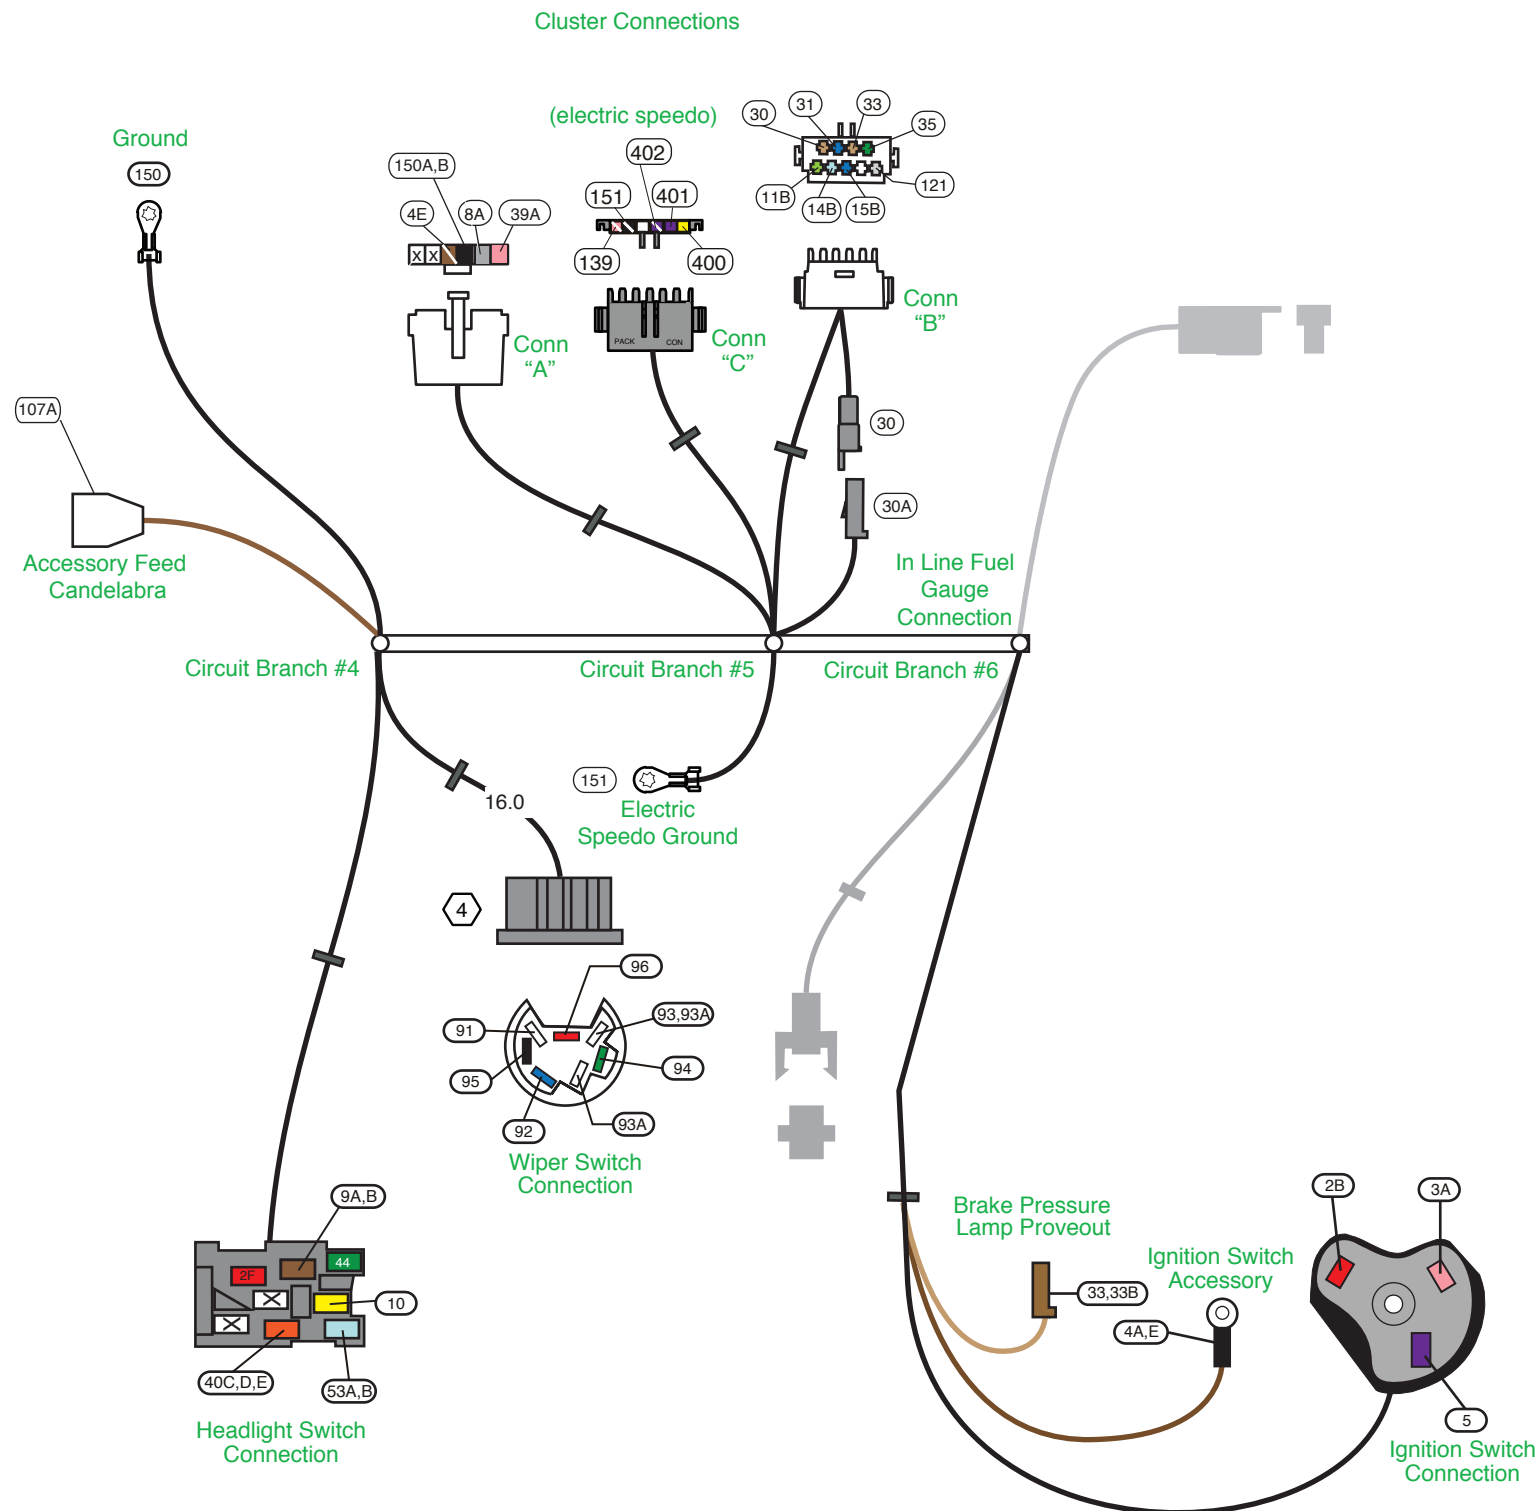 Cluster Connections
Ground
150
(electric speedo)
150A,B
4E
8A
39A
X X
402
151
401
139
400
30
31
33
35
11B
14B
15B
121
Conn
“A”
PACK CON
Conn
“C”
Conn
“B”
30
30A
107A
Accessory Feed
Candelabra
In Line Fuel
Gauge
Connection
Circuit Branch #4
Circuit Branch #5
Circuit Branch #6
16.0
151
Electric
Speedo Ground
4
96
91
93,93A
95
94
92
93A
Wiper Switch
Connection
9A,B
2F
44
X
10
X
40C,D,E
53A,B
Headlight Switch
Connection
Brake Pressure
Lamp Proveout
33,33B
Ignition Switch
Accessory
4A,E
2B
3A
5
Ignition Switch
Connection